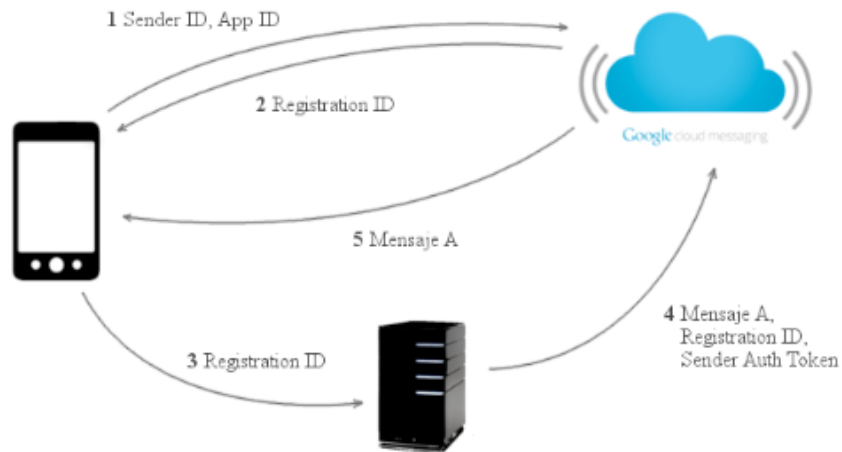 1 Sender ID, App ID
2 Registration ID
Google cloud messaging
5 Mensaje A
4 Mensaje A,
Registration ID,
Sender Auth Token
3 Registration ID